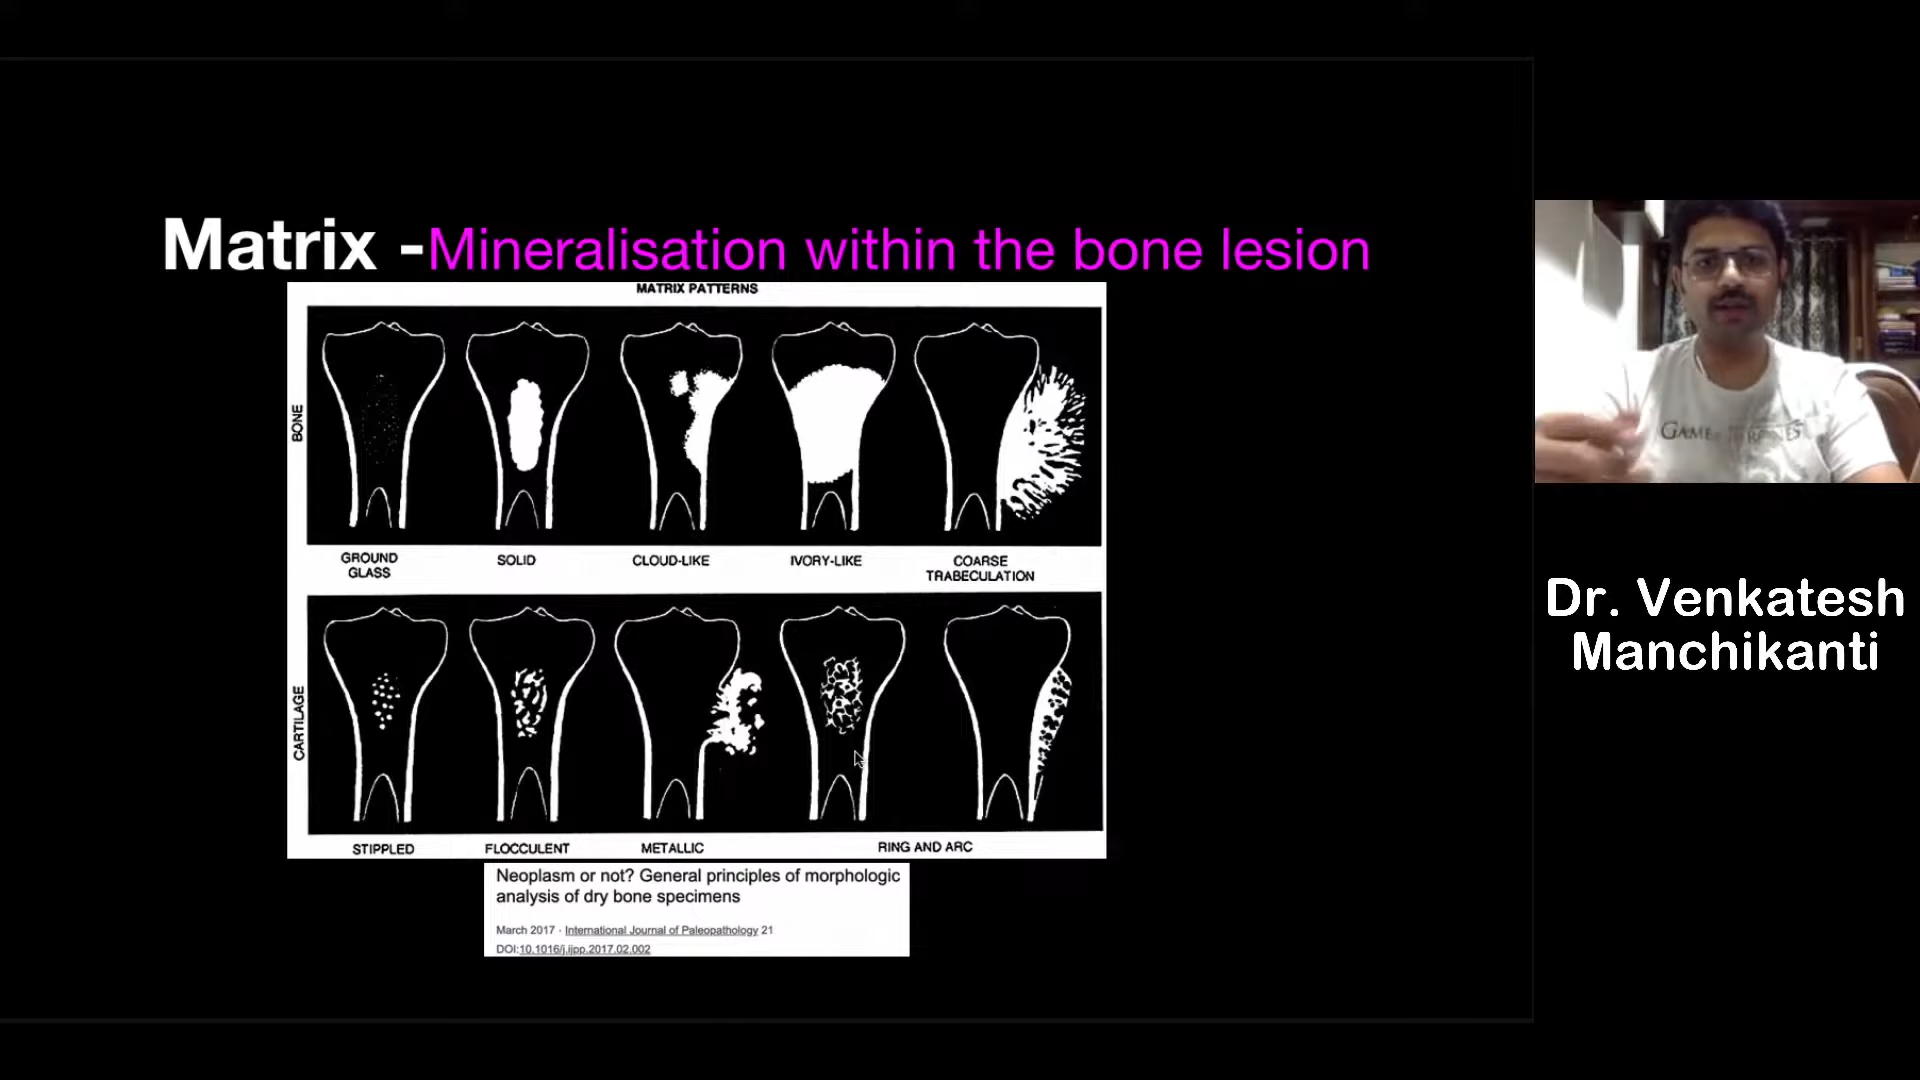 Matrix -Mineralisation within the bone lesion
MATRIX PATTERNS
BONE
GROUND
GLASS
SOLID
CLOUD-LIKE
IVORY-LIKE
COARSE
TRABECULATION
CARTILAGE
STIPPLED
FLOCCULENT
METALLIC
RING AND ARC
Neoplasm or not? General principles of morphologic
analysis of dry bone specimens
March 2017 · International Journal of Paleopathology 21
DOI:10.1016/j.ijpp.2017.02.002
GAME
Dr. Venkatesh
Manchikanti